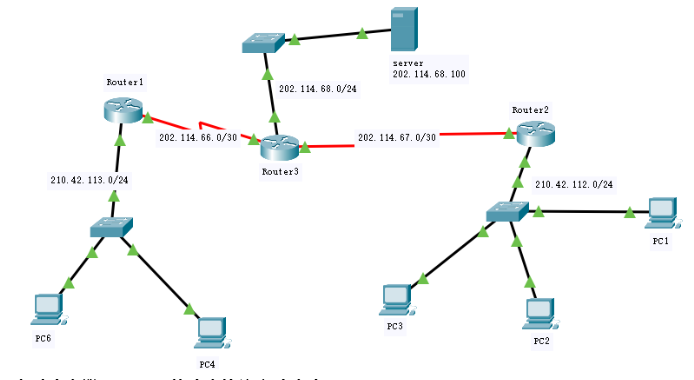 server
202.114.68.100
Router1
202.114.68.0/24
Router2
202.114.66.0/30
202.114.67.0/30
Router3
210.42.113.0/24
210.42.112.0/24
PC1
PC3
PC2
PC6
PC4